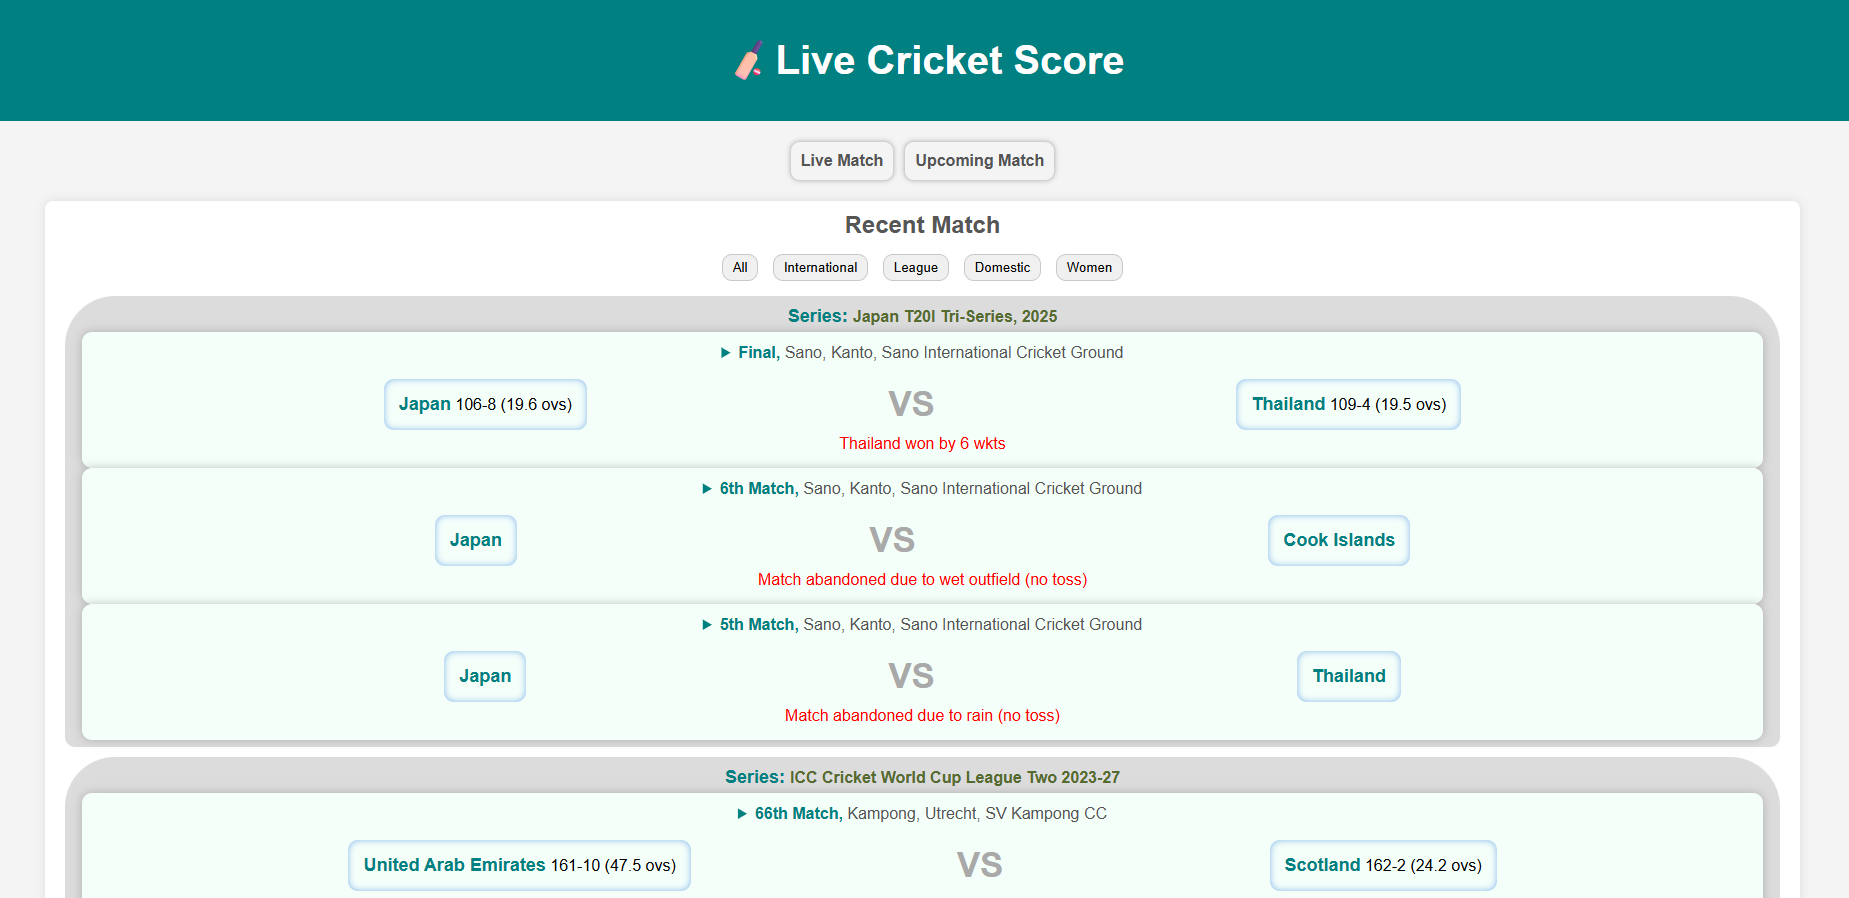 Live Cricket Score
Live Match Upcoming Match
Recent Match
All International League Domestic Women
Series: Japan T20I Tri-Series, 2025
Final, Sano, Kanto, Sano International Cricket Ground
Japan 106-8 (19.6 ovs) VS Thailand 109-4 (19.5 ovs)
Thailand won by 6 wkts
6th Match, Sano, Kanto, Sano International Cricket Ground
Japan VS Cook Islands
Match abandoned due to wet outfield (no toss)
5th Match, Sano, Kanto, Sano International Cricket Ground
Japan VS Thailand
Match abandoned due to rain (no toss)
Series: ICC Cricket World Cup League Two 2023-27
66th Match, Kampong, Utrecht, SV Kampong CC
United Arab Emirates 161-10 (47.5 ovs) VS Scotland 162-2 (24.2 ovs)